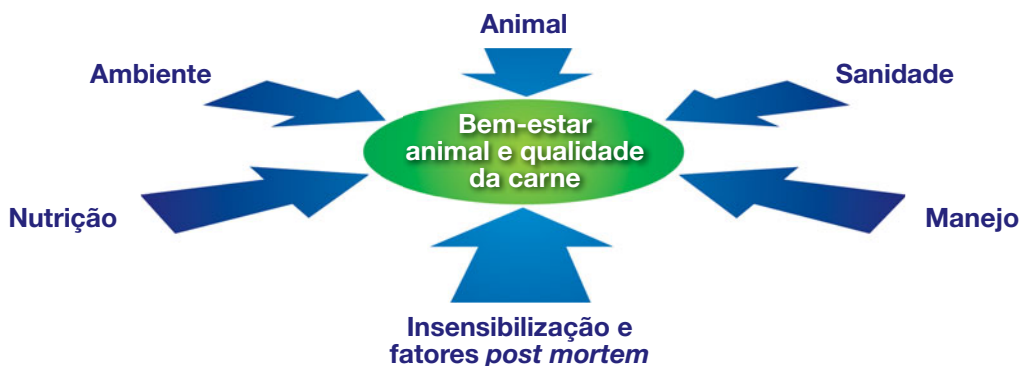 Animal
Ambiente
Sanidade
Bem-estar
animal e qualidade
da carne
Nutrição
Manejo
Insensibilização e
fatores post mortem